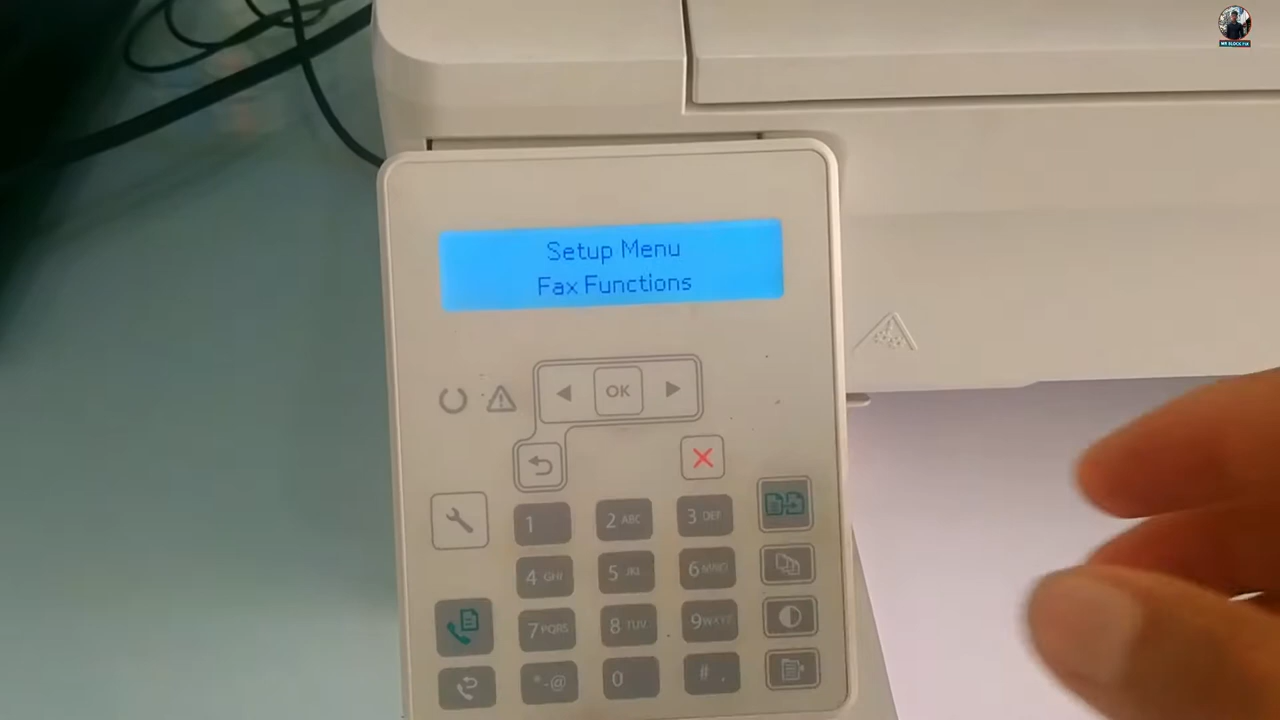 Setup Menu
Fax Functions
OK
1
2 ABC
3 DEF
4 GHI
5 JKL
6 MNO
7 PQRS
8 TUV
9 WXYZ
*-@
0
# .